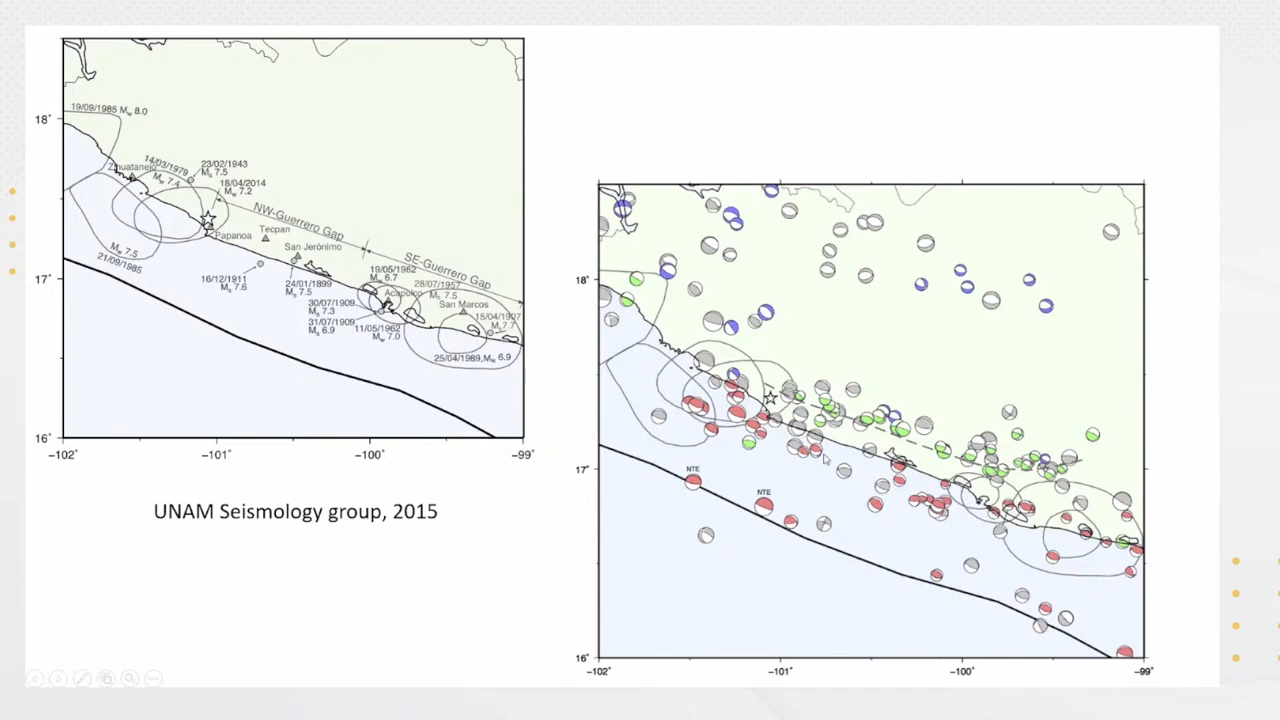 19/09/1985 Mw 8.0
18°
14/03/1979
Mw 7.4
23/02/1943
Ms 7.5
Zihuatanejo
18/04/2014
Mw 7.2
NW-Guerrero Gap
Papanoa
Tecpan
San Jerónimo
SE-Guerrero Gap
Mw 7.5
21/09/1985
17°
16/12/1911
Ms 7.6
24/01/1899
Ms 7.5
19/05/1962
Mw 6.7
28/07/1957
Ms 7.5
Acapulco
San Marcos
30/07/1909
Ms 7.3
31/07/1909
Ms 6.9
11/05/1962
Mw 7.0
15/04/1907
Ms 7.7
25/04/1989, Mw 6.9
16°
−102°
−101°
−100°
−99°
UNAM Seismology group, 2015
18°
17°
NTE
NTE
16°
−102°
−101°
−100°
−99°